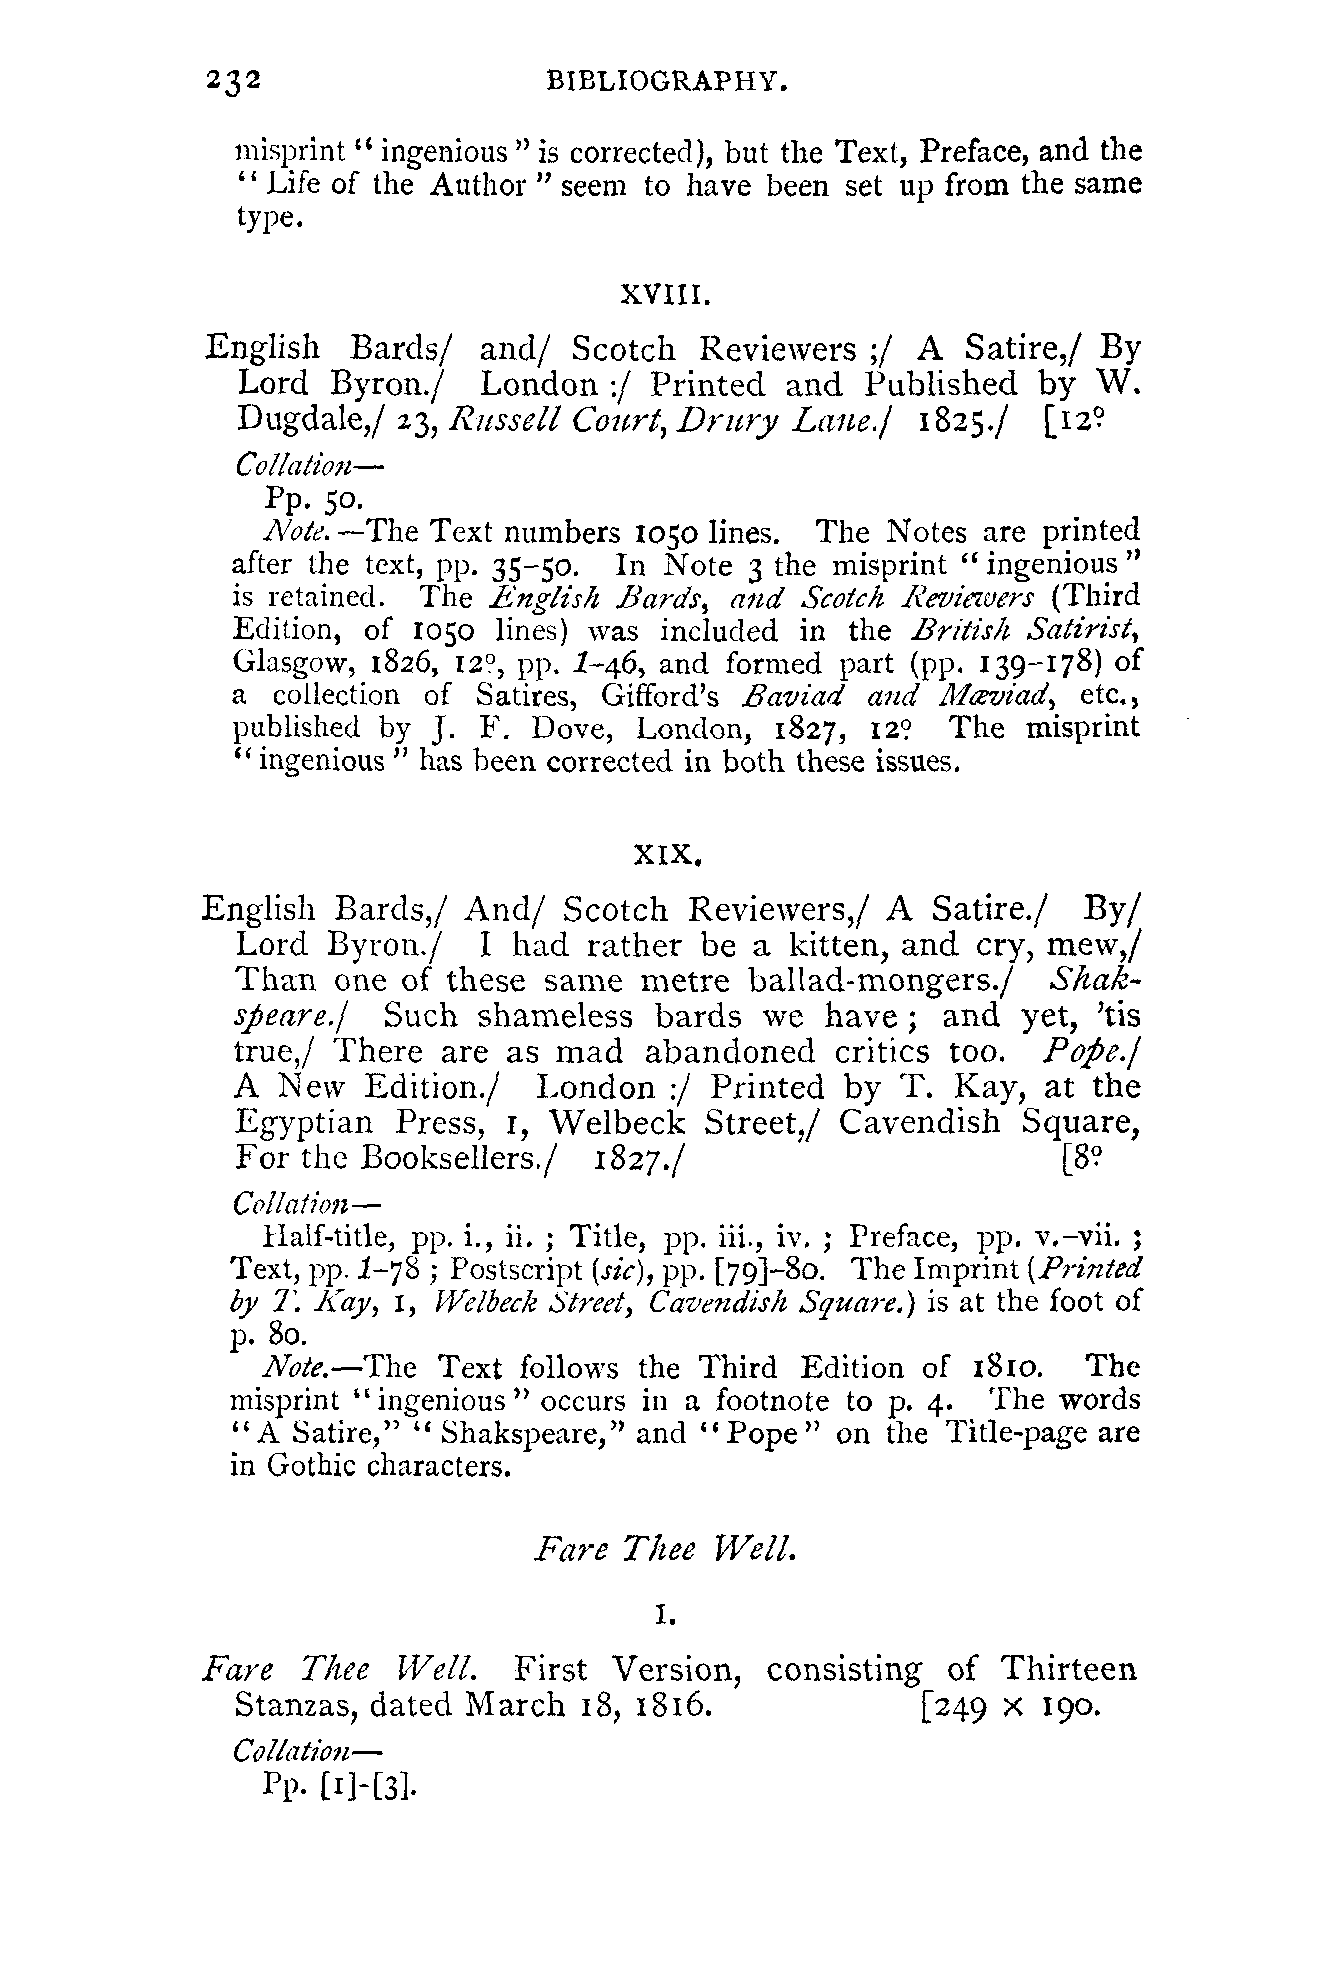 232 BIBLIOGRAPHY.
misprint “ ingenious ” is corrected), but the Text, Preface, and the
“ Life of the Author ” seem to have been set up from the same
type.
XVIII.
English Bards/ and/ Scotch Reviewers ;/ A Satire,/ By
Lord Byron./ London :/ Printed and Published by W.
Dugdale,/ 23, Russell Court, Drury Lane./ 1825./ [12º
Collation—
Pp. 50.
Note.—The Text numbers 1050 lines. The Notes are printed
after the text, pp. 35–50. In Note 3 the misprint “ ingenious ”
is retained. The English Bards, and Scotch Reviewers (Third
Edition, of 1050 lines) was included in the British Satirist,
Glasgow, 1826, 12º, pp. 1–46, and formed part (pp. 139–178) of
a collection of Satires, Gifford’s Baviad and Mæviad, etc.,
published by J. F. Dove, London, 1827, 12º The misprint
“ ingenious ” has been corrected in both these issues.
XIX.
English Bards,/ And/ Scotch Reviewers,/ A Satire./ By/
Lord Byron./ I had rather be a kitten, and cry, mew,/
Than one of these same metre ballad-mongers./ Shak-
speare./ Such shameless bards we have ; and yet, ’tis
true,/ There are as mad abandoned critics too. Pope./
A New Edition./ London :/ Printed by T. Kay, at the
Egyptian Press, 1, Welbeck Street,/ Cavendish Square,
For the Booksellers./ 1827./ [8º
Collation—
Half-title, pp. i., ii. ; Title, pp. iii., iv. ; Preface, pp. v.–vii. ;
Text, pp. 1–78 ; Postscript (sic), pp. [79]–80. The Imprint (Printed
by T. Kay, 1, Welbeck Street, Cavendish Square.) is at the foot of
p. 80.
Note.—The Text follows the Third Edition of 1810. The
misprint “ ingenious ” occurs in a footnote to p. 4. The words
“ A Satire,” “ Shakspeare,” and “ Pope ” on the Title-page are
in Gothic characters.
Fare Thee Well.
I.
Fare Thee Well. First Version, consisting of Thirteen
Stanzas, dated March 18, 1816. [249 × 190.
Collation—
Pp. [1]-[3].